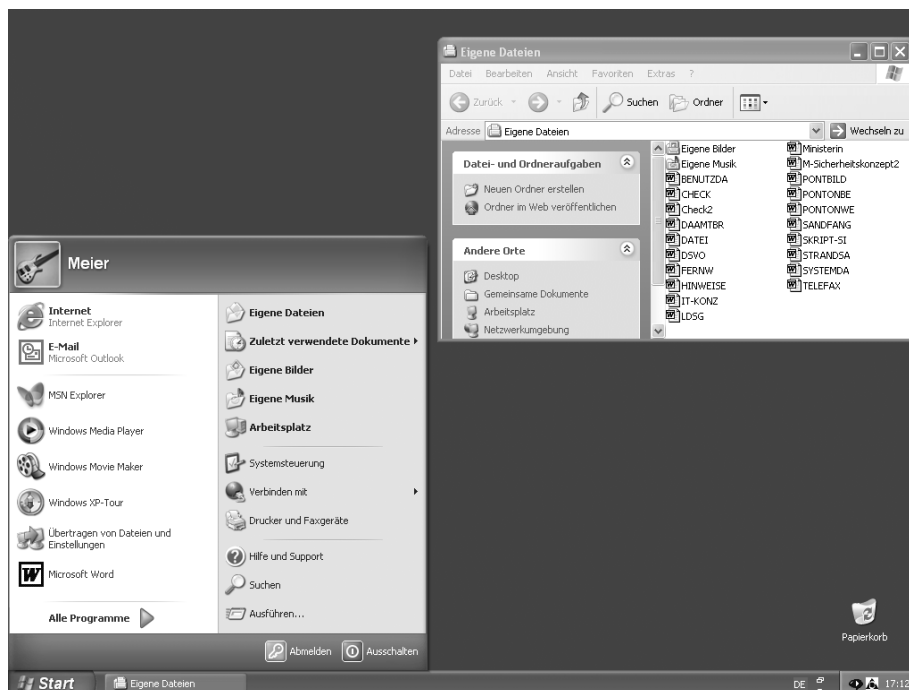 Eigene Dateien
Datei Bearbeiten Ansicht Favoriten Extras ?
Zurück Suchen Ordner
Adresse Eigene Dateien Wechseln zu
Datei- und Ordneraufgaben
Neuen Ordner erstellen
Ordner im Web veröffentlichen
Andere Orte
Desktop
Gemeinsame Dokumente
Arbeitsplatz
Netzwerkumgebung
Eigene Bilder
Eigene Musik
BENUTZDA
CHECK
Check2
DAAMTBR
DATEI
DSVO
FERNW
HINWEISE
IT-KONZ
LDSG
Ministerin
M-Sicherheitskonzept2
PONTBILD
PONTONBE
PONTONWE
SANDFANG
SKRIPT-SI
STRANDSA
SYSTEMDA
TELEFAX
Meier
Internet
Internet Explorer
E-Mail
Microsoft Outlook
MSN Explorer
Windows Media Player
Windows Movie Maker
Windows XP-Tour
Übertragen von Dateien und
Einstellungen
Microsoft Word
Alle Programme
Eigene Dateien
Zuletzt verwendete Dokumente
Eigene Bilder
Eigene Musik
Arbeitsplatz
Systemsteuerung
Verbinden mit
Drucker und Faxgeräte
Hilfe und Support
Suchen
Ausführen...
Abmelden Ausschalten
Papierkorb
Start Eigene Dateien DE 17:12